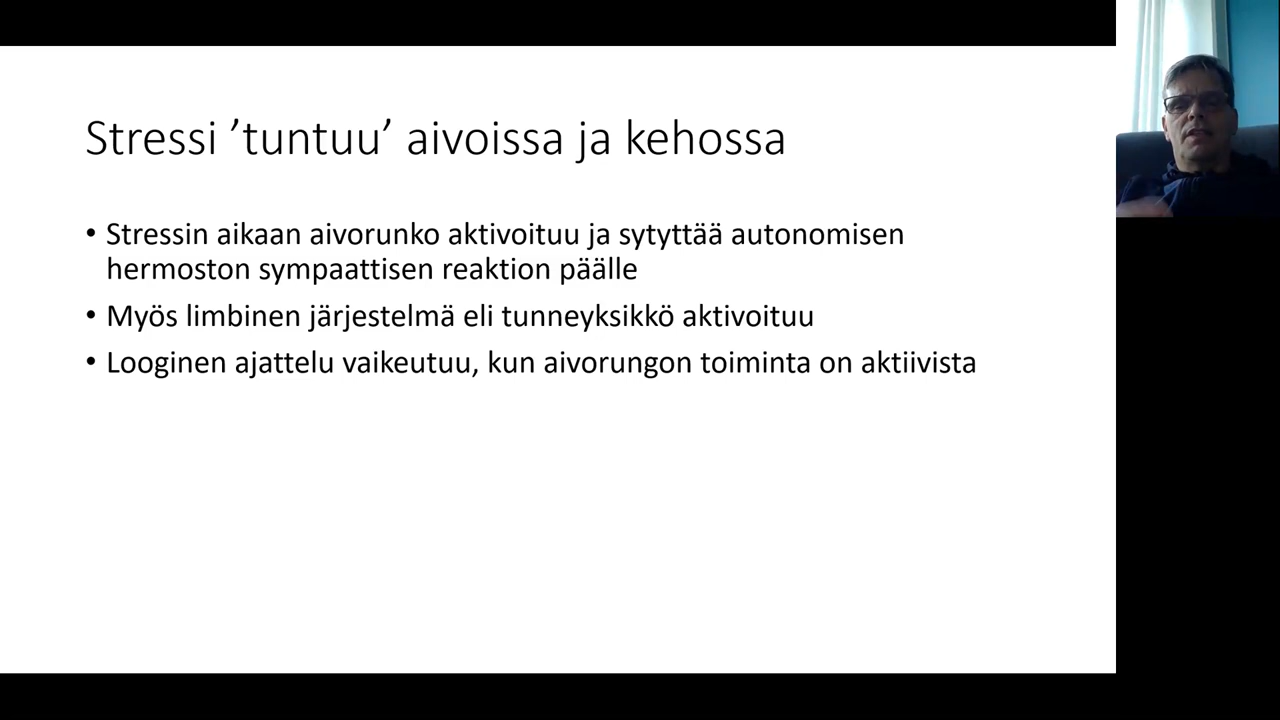 Stressi ’tuntuu’ aivoissa ja kehossa
• Stressin aikaan aivorunko aktivoituu ja sytyttää autonomisen
hermoston sympaattisen reaktion päälle
• Myös limbinen järjestelmä eli tunneyksikkö aktivoituu
• Looginen ajattelu vaikeutuu, kun aivorungon toiminta on aktiivista